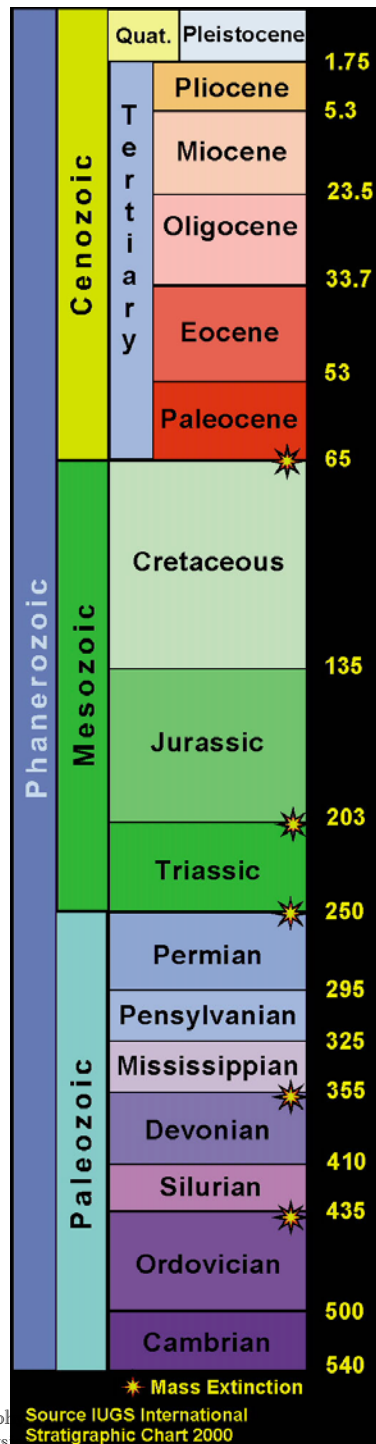 Quat.
Pleistocene
1.75
Pliocene
5.3
Tertiary
Miocene
23.5
Oligocene
33.7
Eocene
53
Paleocene
65
Cenozoic
Cretaceous
135
Jurassic
203
Triassic
250
Mesozoic
Phanerozoic
Permian
295
Pensylvanian
325
Mississippian
355
Devonian
410
Silurian
435
Ordovician
500
Cambrian
540
Paleozoic
Mass Extinction
Source IUGS International
Stratigraphic Chart 2000